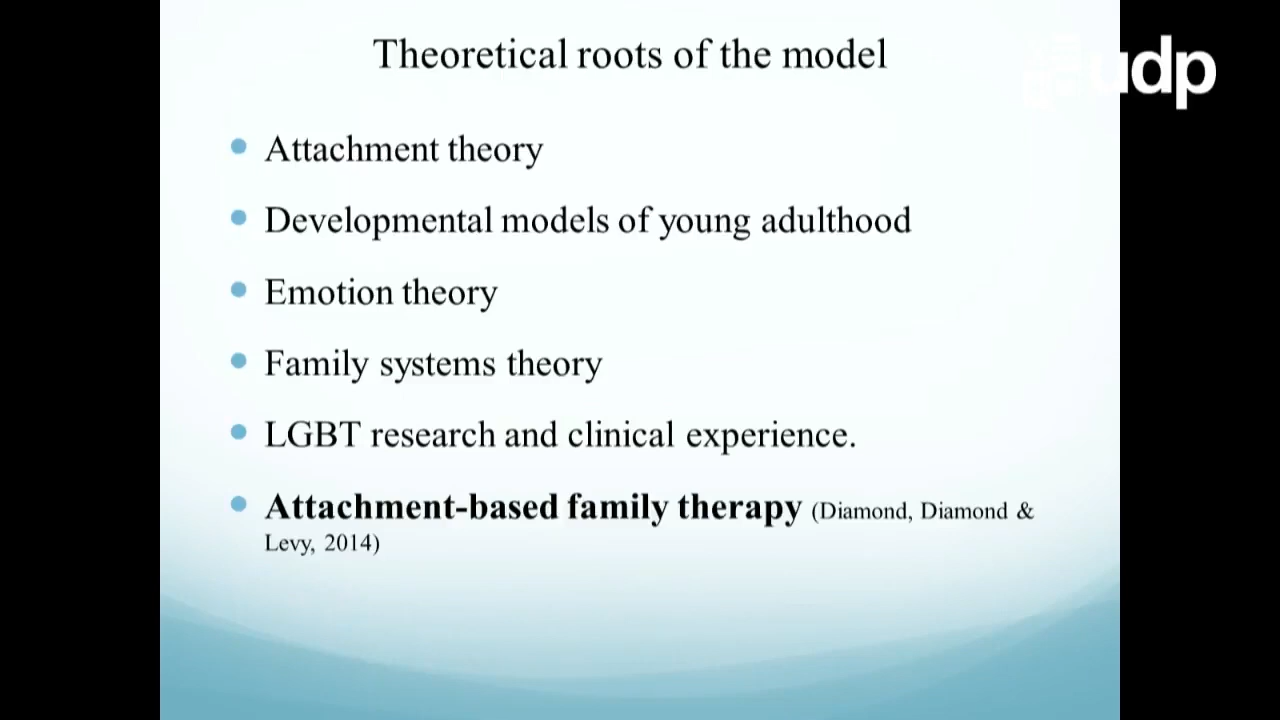 Theoretical roots of the model
udp
Attachment theory
Developmental models of young adulthood
Emotion theory
Family systems theory
LGBT research and clinical experience.
Attachment-based family therapy (Diamond, Diamond &
Levy, 2014)